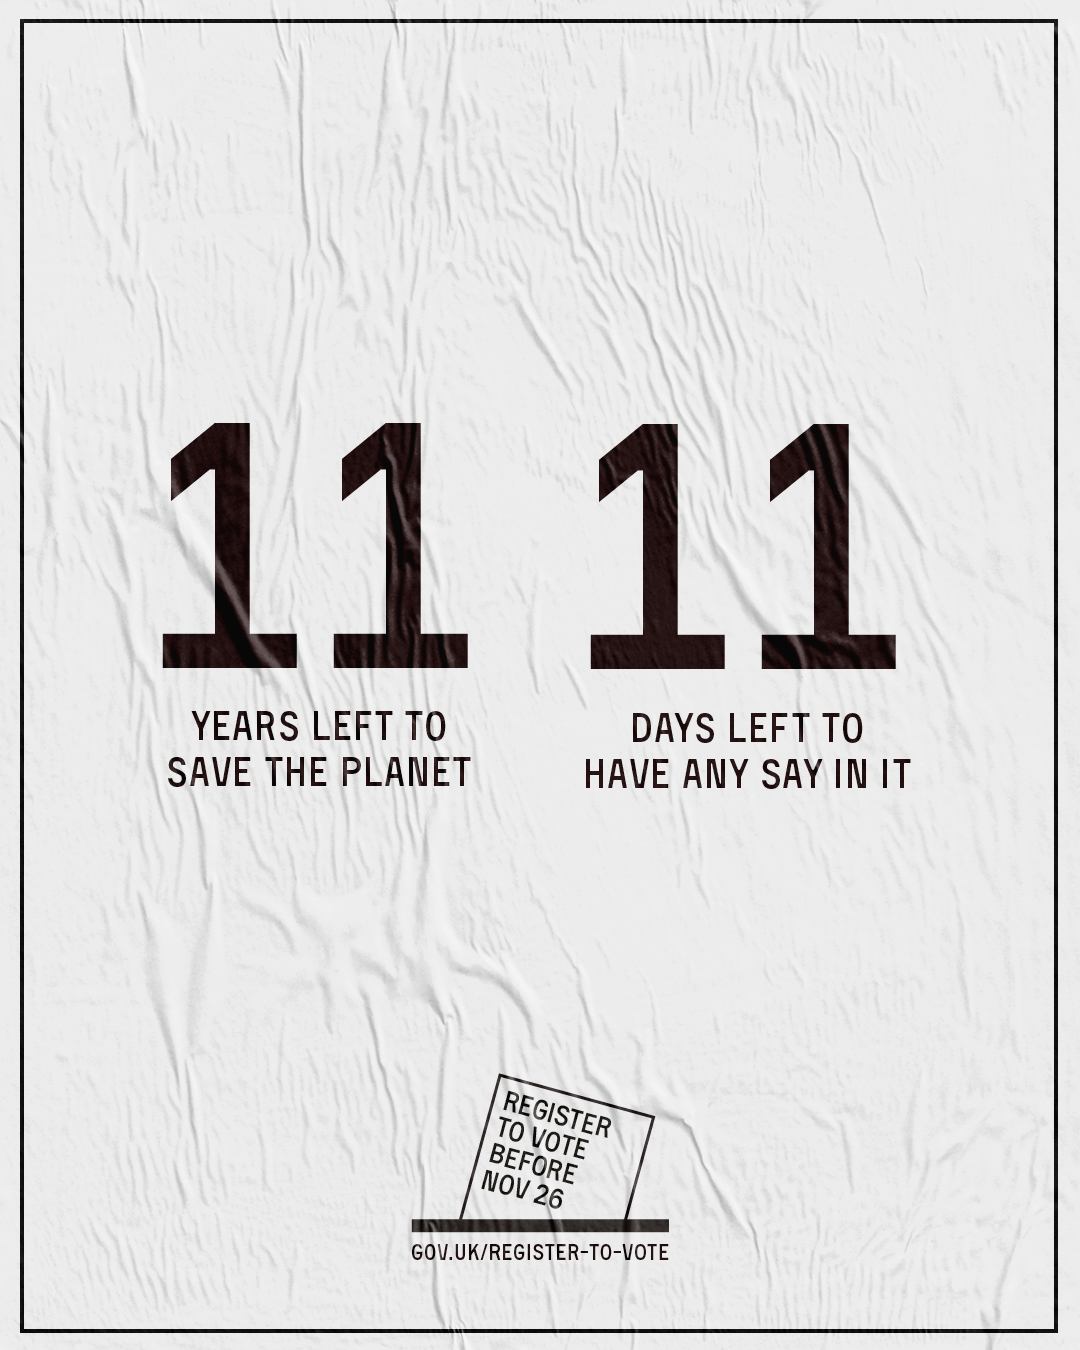 11
YEARS LEFT TO
SAVE THE PLANET
11
DAYS LEFT TO
HAVE ANY SAY IN IT
REGISTER
TO VOTE
BEFORE
NOV 26
GOV.UK/REGISTER-TO-VOTE